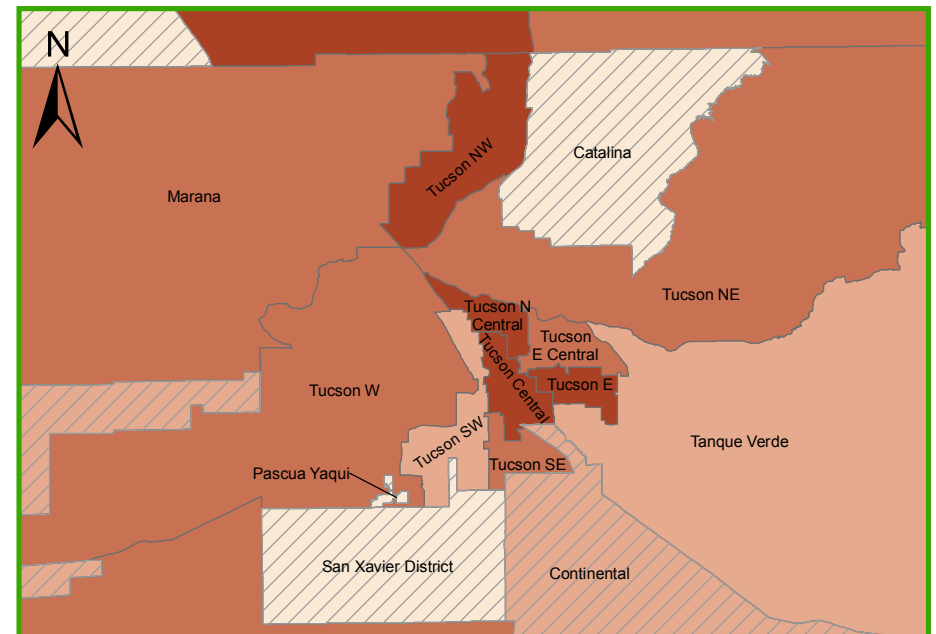 N
Catalina
Tucson NW
Marana
Tucson NE
Tucson N
Central
Tucson
E Central
Tucson Central
Tucson E
Tucson W
Tucson SW
Tanque Verde
Tucson SE
Pascua Yaqui
San Xavier District
Continental